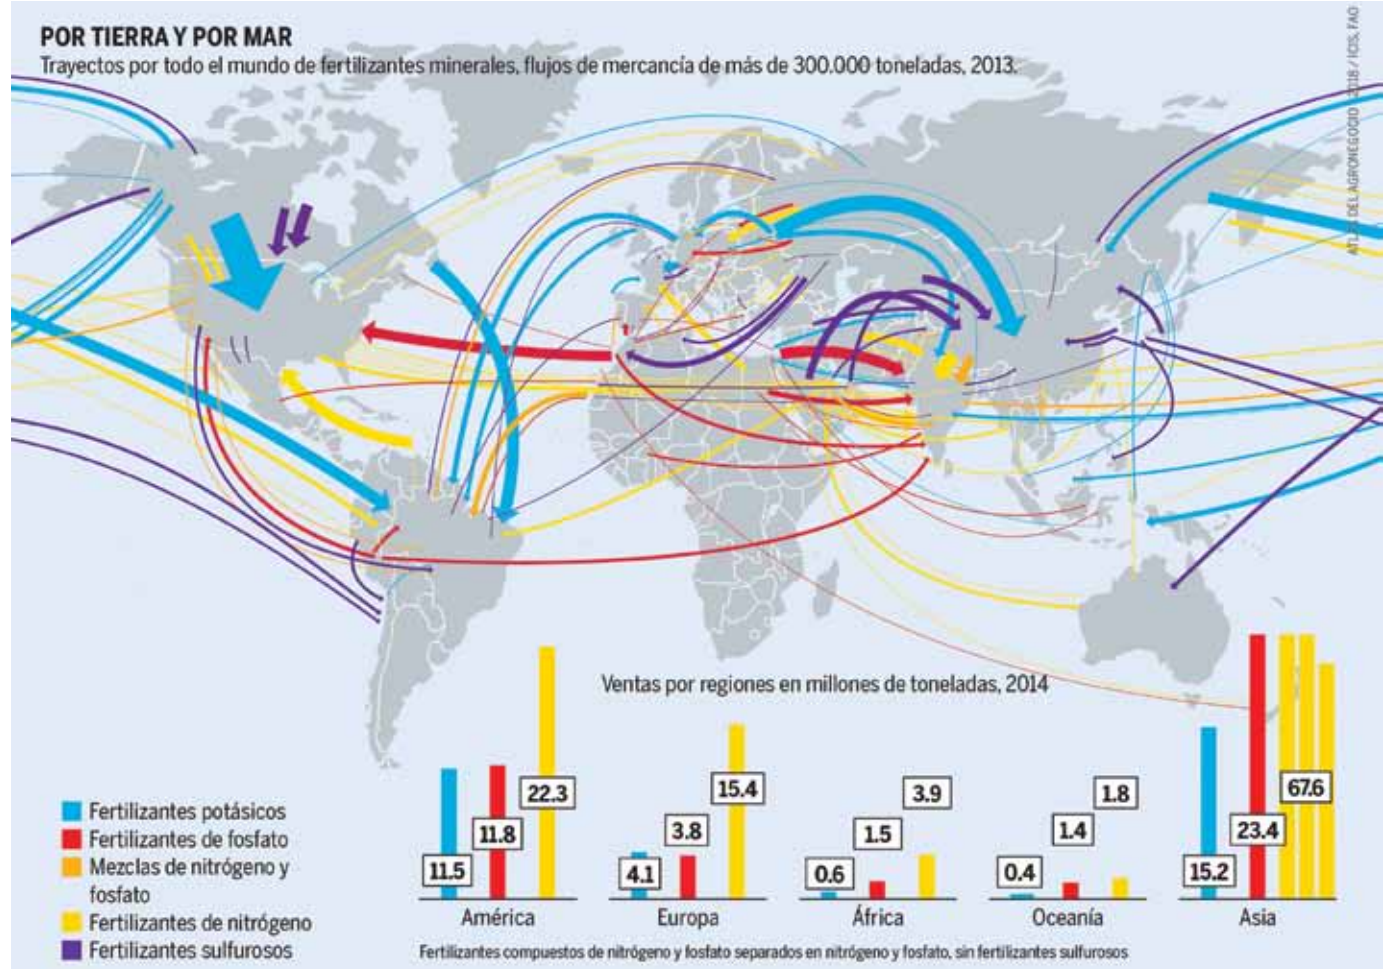 POR TIERRA Y POR MAR
Trayectos por todo el mundo de fertilizantes minerales, flujos de mercancía de más de 300.000 toneladas, 2013.
ATLAS DEL AGRONEGOCIO 2018 / ICIS, FAO
Ventas por regiones en millones de toneladas, 2014
Fertilizantes potásicos
Fertilizantes de fosfato
Mezclas de nitrógeno y
fosfato
Fertilizantes de nitrógeno
Fertilizantes sulfurosos
11.5
11.8
22.3
América
4.1
3.8
15.4
Europa
0.6
1.5
3.9
África
0.4
1.4
1.8
Oceanía
15.2
23.4
67.6
Asia
Fertilizantes compuestos de nitrógeno y fosfato separados en nitrógeno y fosfato, sin fertilizantes sulfurosos